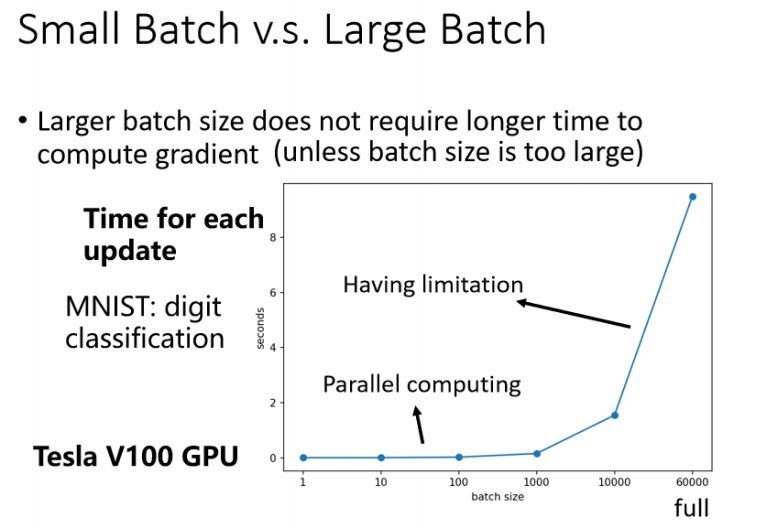 Small Batch v.s. Large Batch
• Larger batch size does not require longer time to
compute gradient (unless batch size is too large)
Time for each
update
MNIST: digit
classification
Tesla V100 GPU
seconds
8
6
4
2
0
Having limitation
Parallel computing
1 10 100 1000 10000 60000
batch size
full